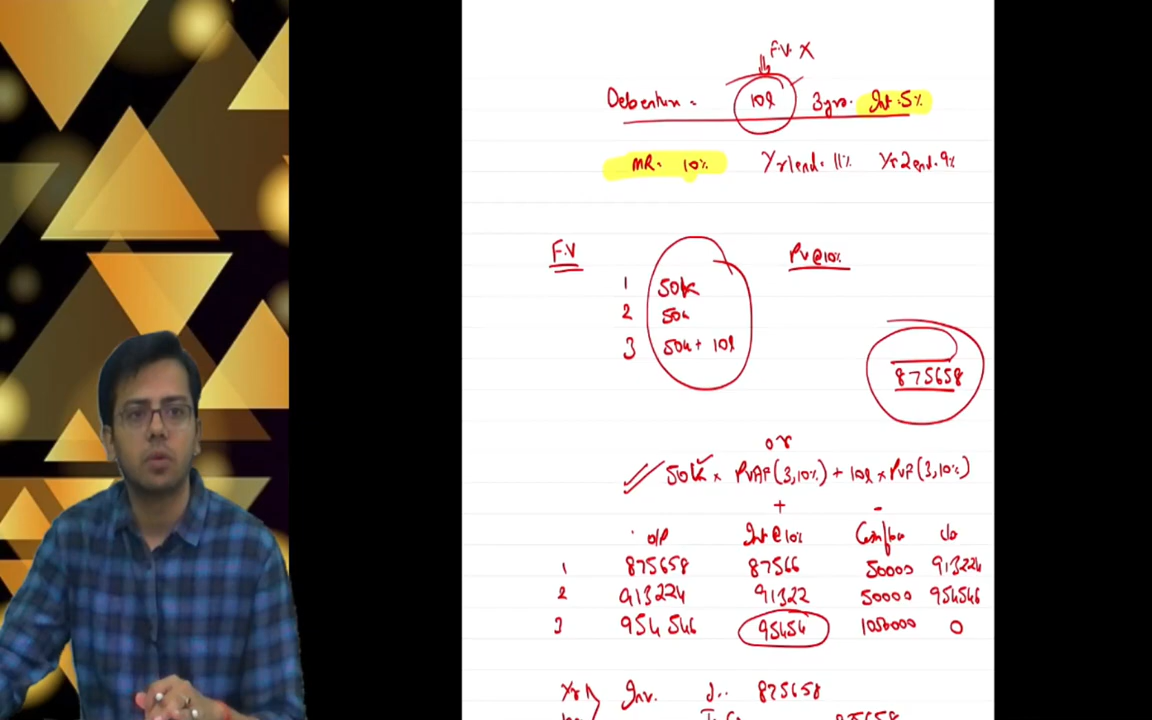 F.V. X
Debenture = 10l 3yrs. Int = 5%
MR = 10% Yr1end = 11% Yr2end = 9%
F.V PV@10%
1 50k
2 50k
3 50k + 10l
875658
or
50k × PVAF(3,10%) + 10l × PVF(3,10%)
+ -
o/P Int@10% Cashflow clo
1 875658 87566 50000 913224
2 913224 91322 50000 954546
3 954546 95454 1050000 0
Yr1 Inv. d.. 875658
875658